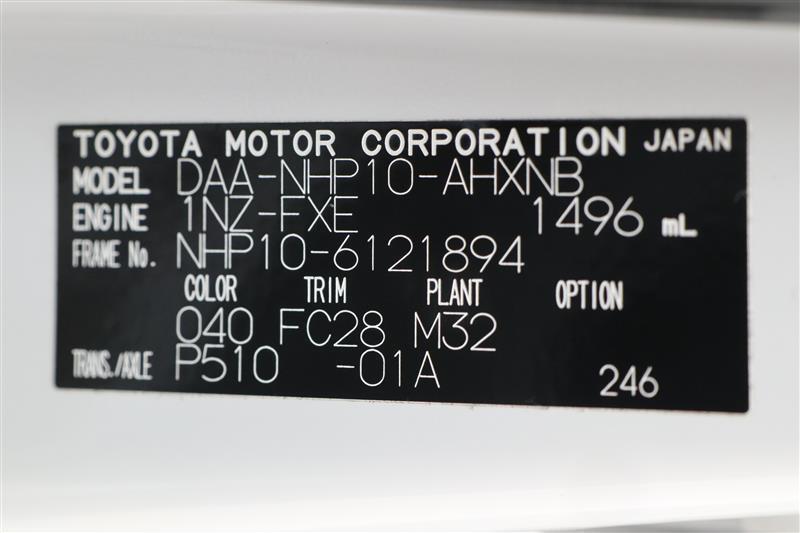 TOYOTA MOTOR CORPORATION JAPAN
MODEL DAA-NHP10-AHXNB
ENGINE 1NZ-FXE 1496 mL
FRAME No. NHP10-6121894
COLOR TRIM PLANT OPTION
040 FC28 M32
TRANS./AXLE P510 -01A 246